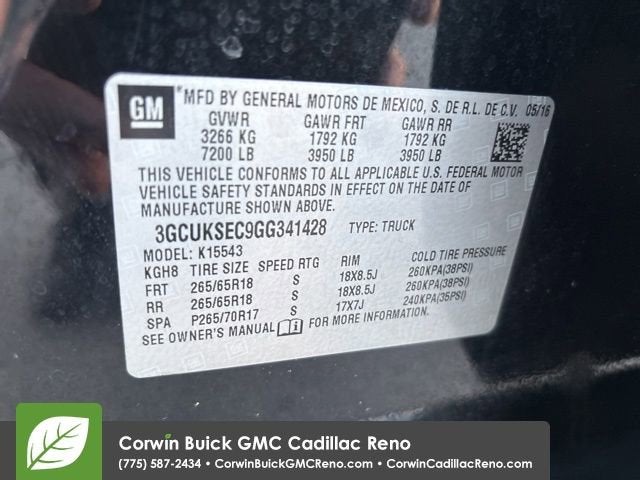 GM
*MFD BY GENERAL MOTORS DE MEXICO, S. DE R.L. DE C.V. 05/16
GVWR GAWR FRT GAWR RR
3266 KG 1792 KG 1792 KG
7200 LB 3950 LB 3950 LB
THIS VEHICLE CONFORMS TO ALL APPLICABLE U.S. FEDERAL MOTOR
VEHICLE SAFETY STANDARDS IN EFFECT ON THE DATE OF
MANUFACTURE SHOWN ABOVE.
3GCUKSEC9GG341428 TYPE: TRUCK
MODEL: K15543
KGH8 TIRE SIZE SPEED RTG RIM COLD TIRE PRESSURE
FRT 265/65R18 S 18X8.5J 260KPA(38PSI)
RR 265/65R18 S 18X8.5J 260KPA(38PSI)
SPA P265/70R17 S 17X7J 240KPA(35PSI)
SEE OWNER'S MANUAL FOR MORE INFORMATION.
Corwin Buick GMC Cadillac Reno
(775) 587-2434 • CorwinBuickGMCReno.com • CorwinCadillacReno.com